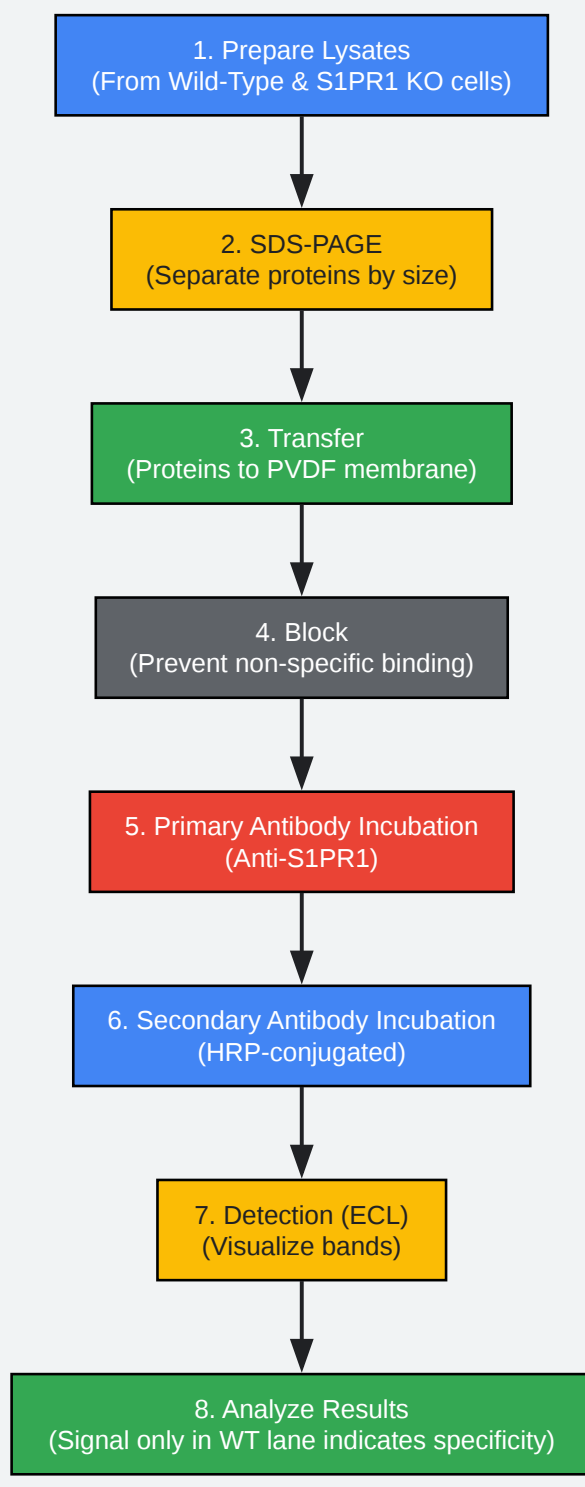 1. Prepare Lysates
(From Wild-Type & S1PR1 KO cells)
2. SDS-PAGE
(Separate proteins by size)
3. Transfer
(Proteins to PVDF membrane)
4. Block
(Prevent non-specific binding)
5. Primary Antibody Incubation
(Anti-S1PR1)
6. Secondary Antibody Incubation
(HRP-conjugated)
7. Detection (ECL)
(Visualize bands)
8. Analyze Results
(Signal only in WT lane indicates specificity)